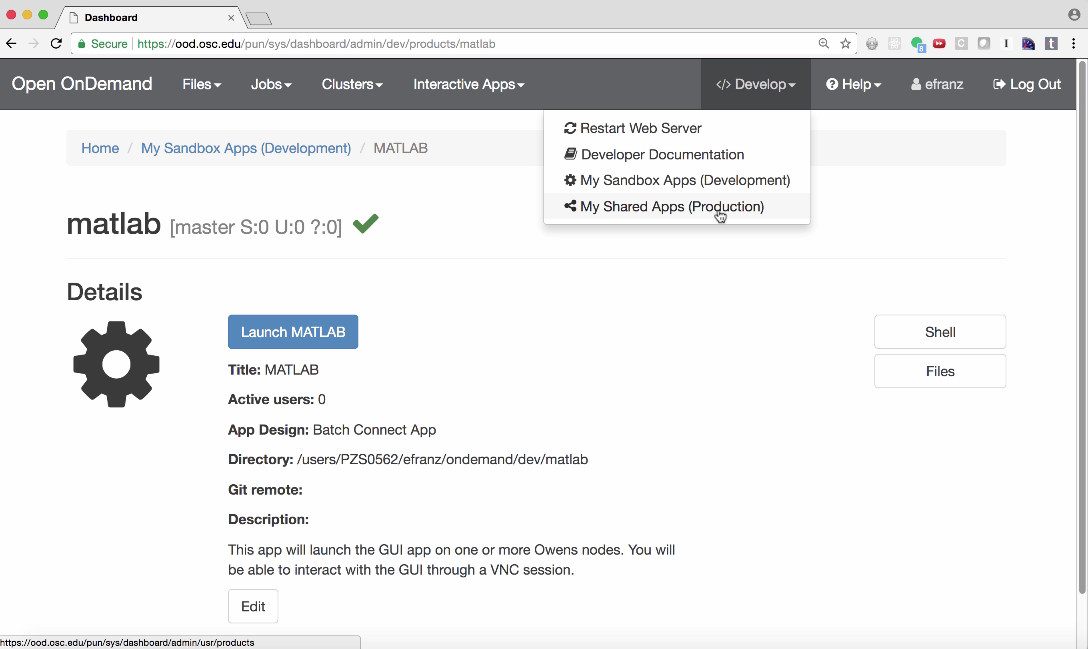 Dashboard
Secure https://ood.osc.edu/pun/sys/dashboard/admin/dev/products/matlab
8 C I t
Open OnDemand Files Jobs Clusters Interactive Apps </> Develop Help efranz Log Out
Restart Web Server
Developer Documentation
My Sandbox Apps (Development)
My Shared Apps (Production)
Home / My Sandbox Apps (Development) / MATLAB
matlab [master S:0 U:0 ?:0]
Details
Launch MATLAB
Shell
Title: MATLAB
Files
Active users: 0
App Design: Batch Connect App
Directory: /users/PZS0562/efranz/ondemand/dev/matlab
Git remote:
Description:
This app will launch the GUI app on one or more Owens nodes. You will
be able to interact with the GUI through a VNC session.
Edit
https://ood.osc.edu/pun/sys/dashboard/admin/usr/products